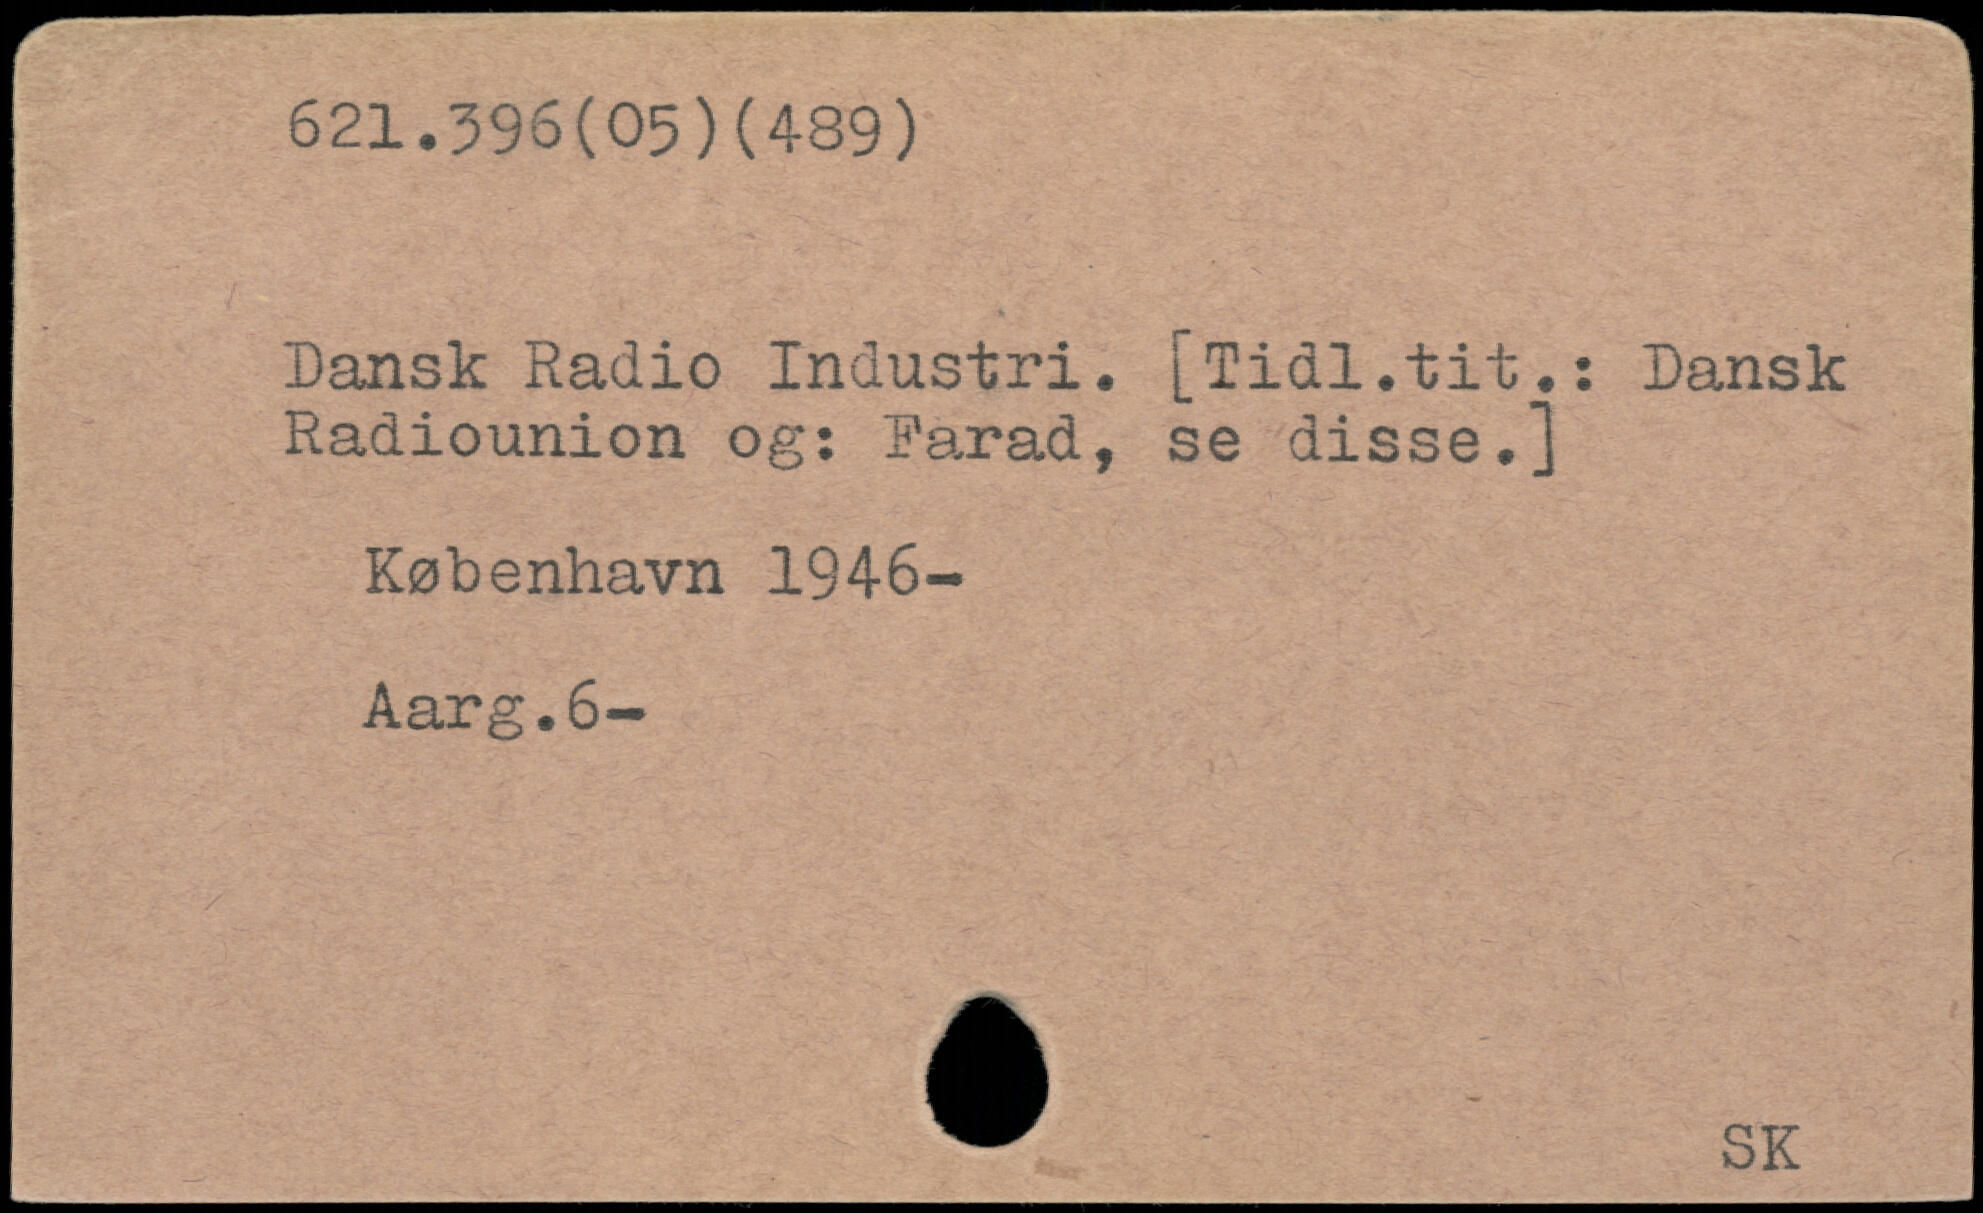 621.396(05)(489)
Dansk Radio Industri. [Tidl.tit.: Dansk
Radiounion og: Farad, se disse.]
København 1946-
Aarg.6-
SK